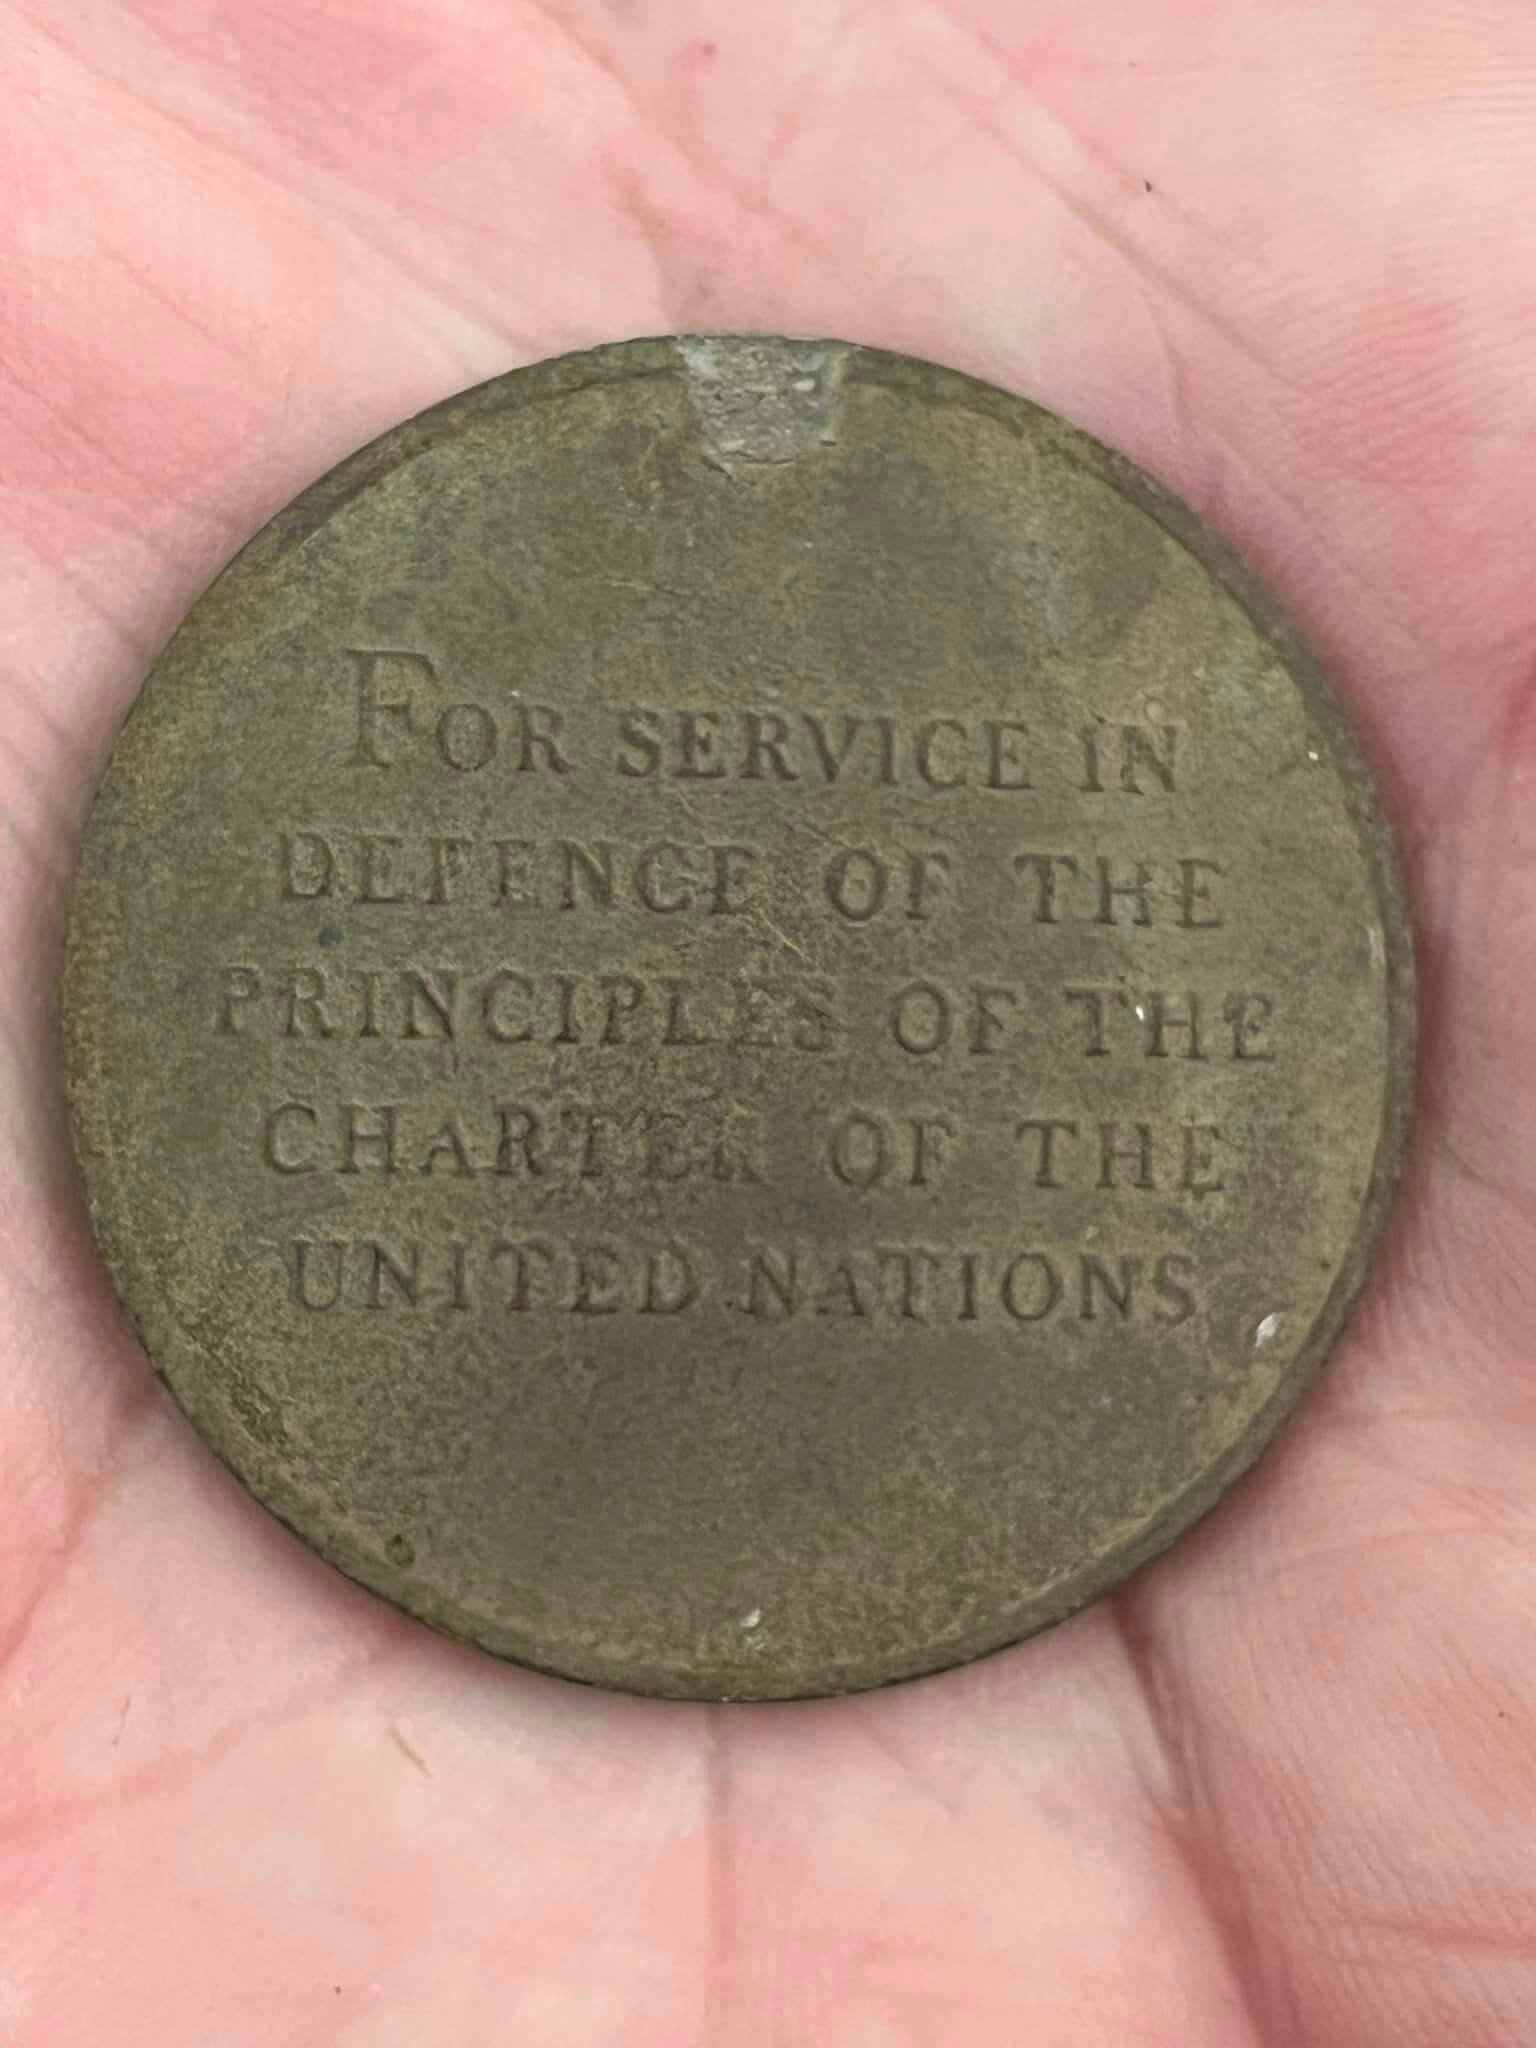 FOR SERVICE IN
DEFENCE OF THE
PRINCIPLES OF THE
CHARTER OF THE
UNITED NATIONS